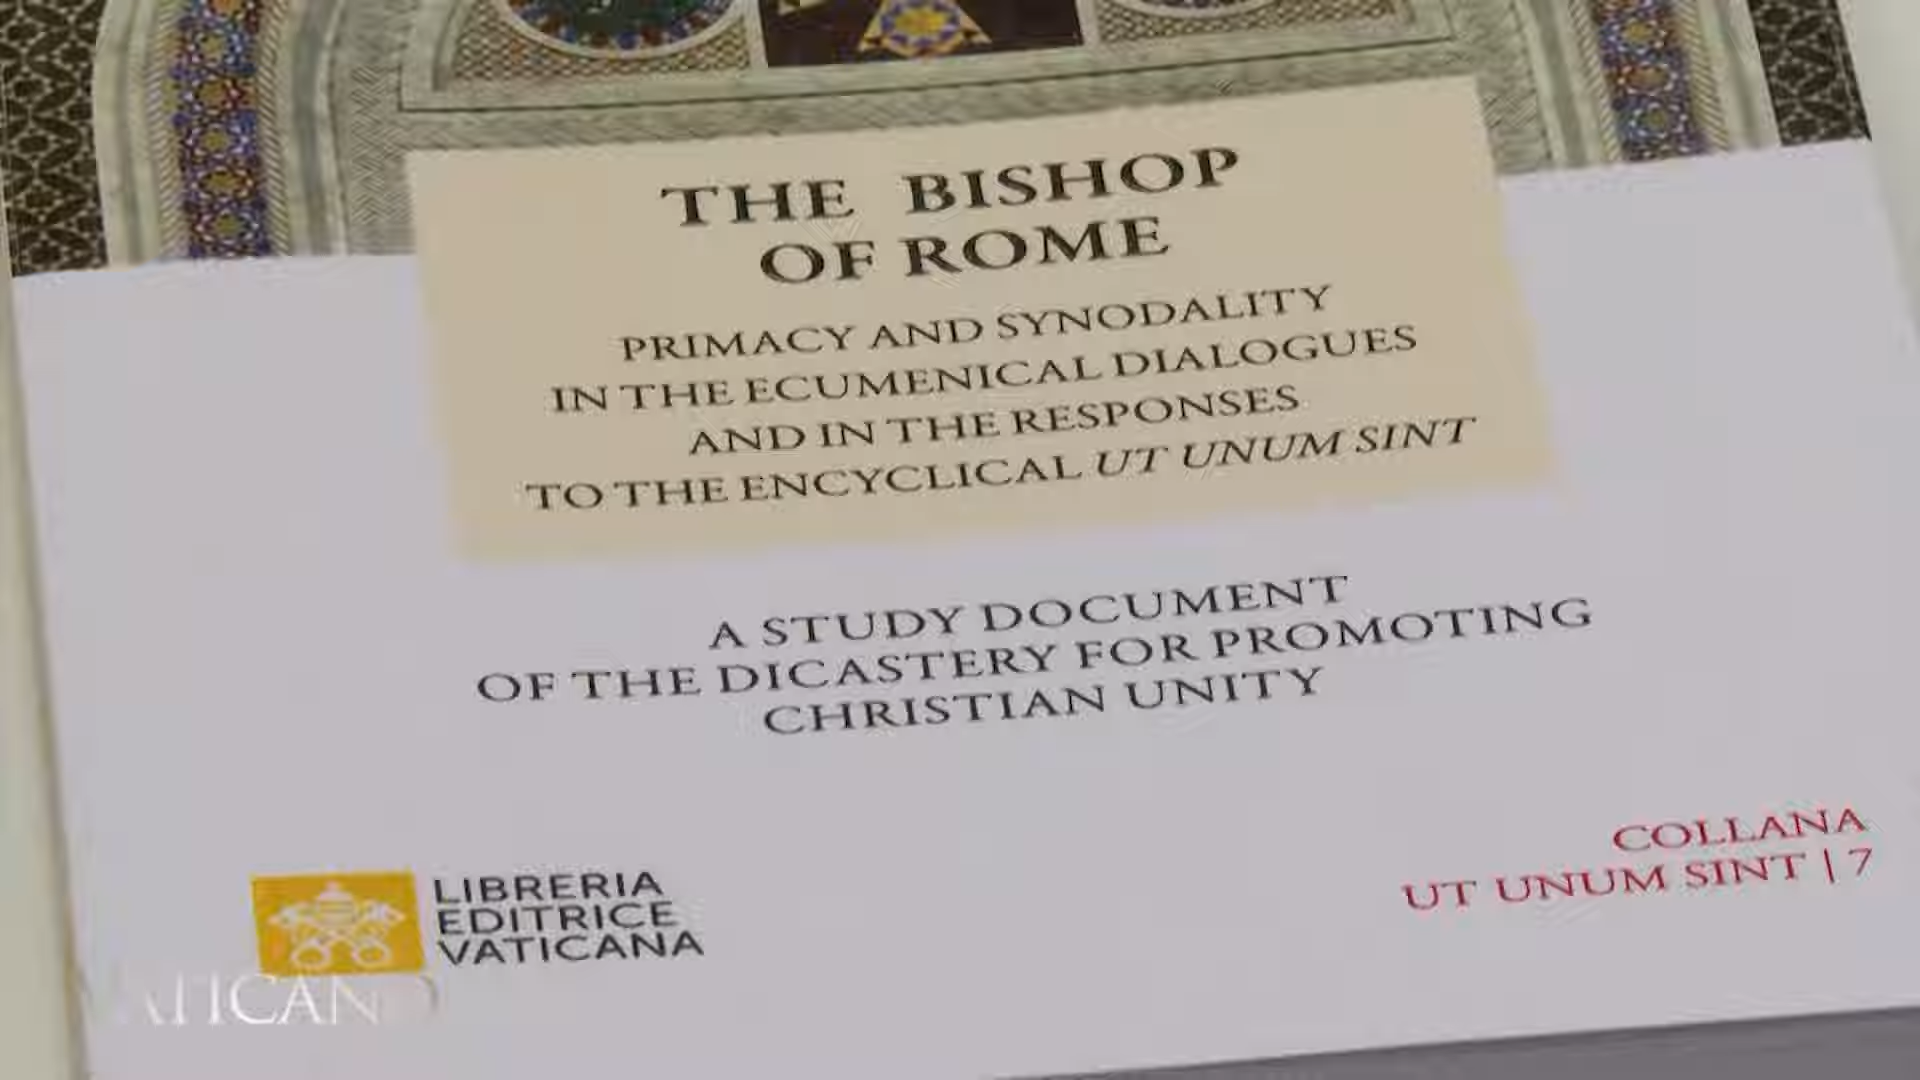 THE BISHOP
OF ROME
PRIMACY AND SYNODALITY
IN THE ECUMENICAL DIALOGUES
AND IN THE RESPONSES
TO THE ENCYCLICAL UT UNUM SINT
A STUDY DOCUMENT
OF THE DICASTERY FOR PROMOTING
CHRISTIAN UNITY
COLLANA
UT UNUM SINT | 7
LIBRERIA
EDITRICE
VATICANA
VATICANO